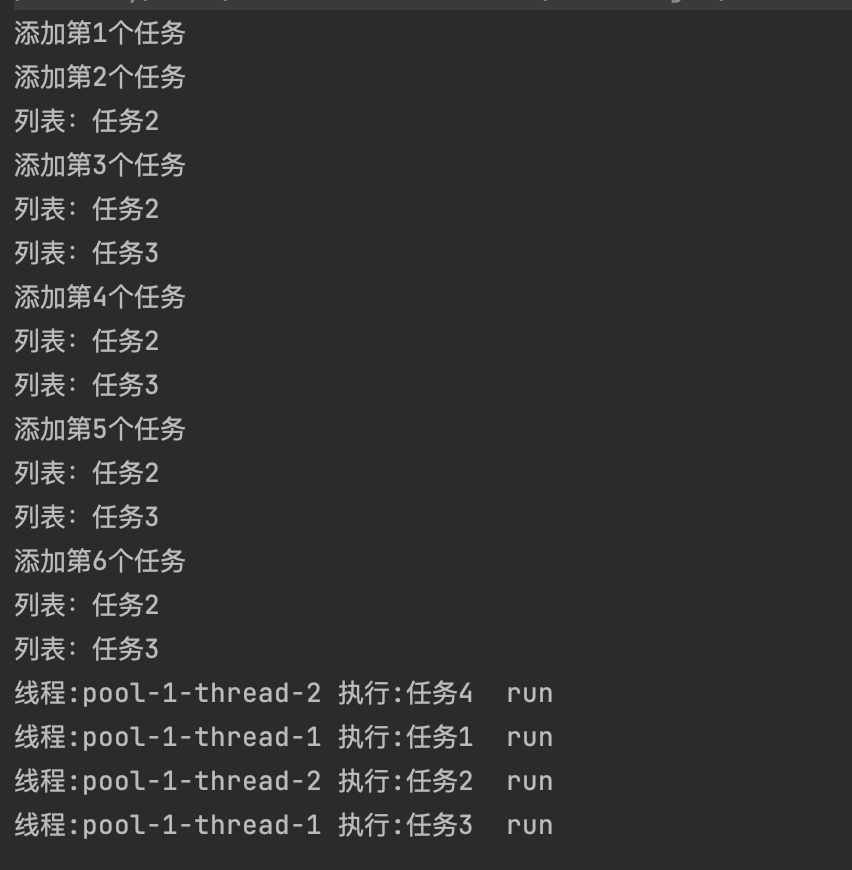 添加第1个任务
添加第2个任务
列表：任务2
添加第3个任务
列表：任务2
列表：任务3
添加第4个任务
列表：任务2
列表：任务3
添加第5个任务
列表：任务2
列表：任务3
添加第6个任务
列表：任务2
列表：任务3
线程:pool-1-thread-2 执行:任务4  run
线程:pool-1-thread-1 执行:任务1  run
线程:pool-1-thread-2 执行:任务2  run
线程:pool-1-thread-1 执行:任务3  run